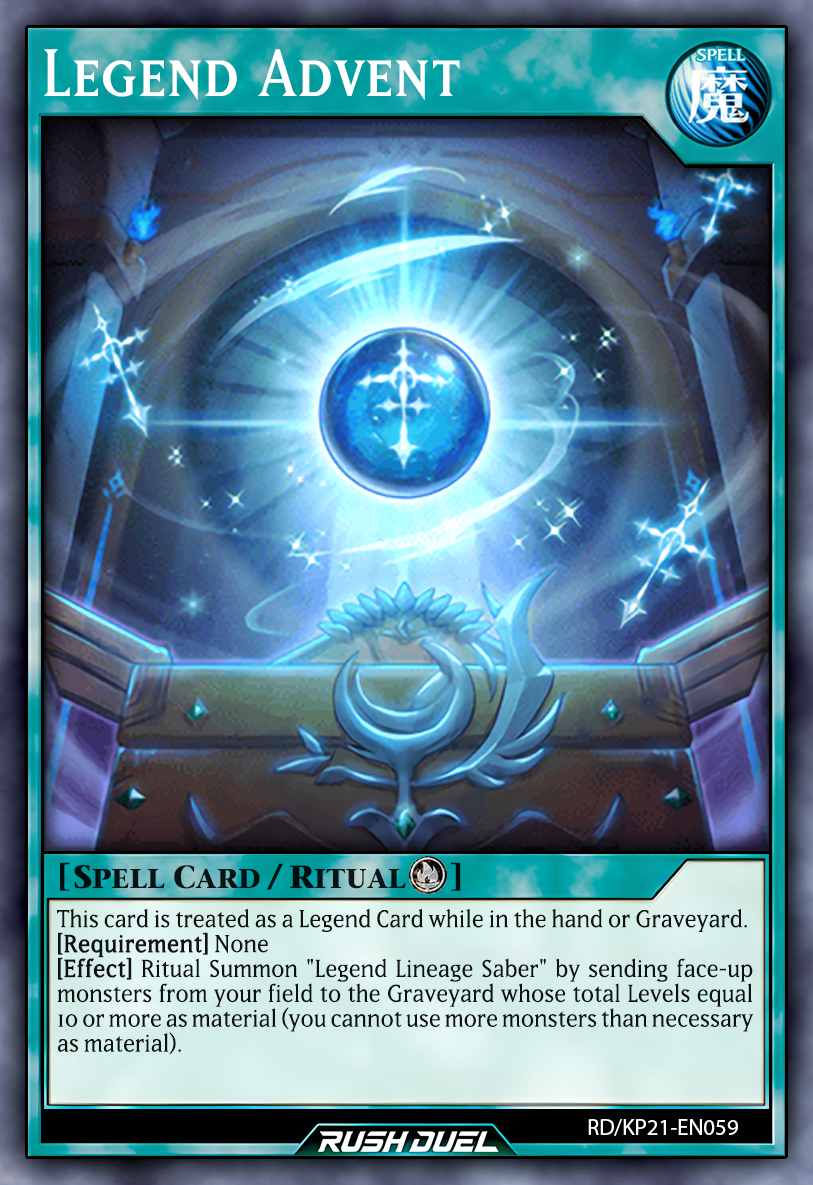 Legend Advent
SPELL
魔
[Spell Card / Ritual]
This card is treated as a Legend Card while in the hand or Graveyard.
[Requirement] None
[Effect] Ritual Summon "Legend Lineage Saber" by sending face-up
monsters from your field to the Graveyard whose total Levels equal
10 or more as material (you cannot use more monsters than necessary
as material).
RD/KP21-EN059
RUSH DUEL